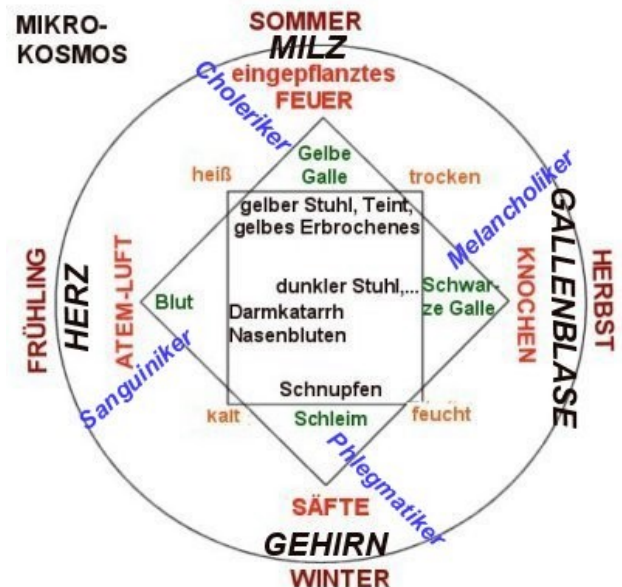 MIKRO-
KOSMOS
SOMMER
MILZ
eingepflanztes
FEUER
Choleriker
Gelbe
Galle
heiß
trocken
gelber Stuhl, Teint,
gelbes Erbrochenes
Melancholiker
FRÜHLING
HERZ
ATEM-LUFT
Blut
dunkler Stuhl,...
Darmkatarrh
Nasenbluten
Schwar-
ze Galle
KNOCHEN
GALLENBLASE
HERBST
Sanguiniker
Schnupfen
kalt
Schleim
feucht
Phlegmatiker
SÄFTE
GEHIRN
WINTER